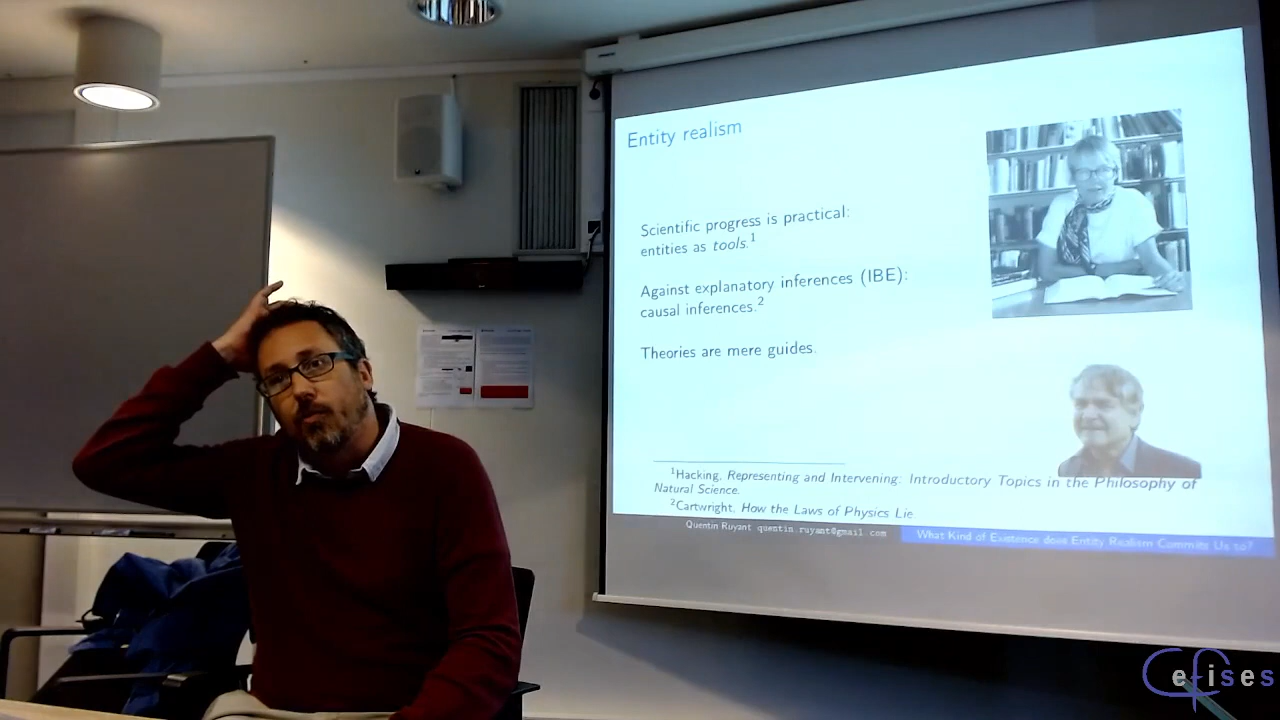 Entity realism
Scientific progress is practical:
entities as tools.1
Against explanatory inferences (IBE):
causal inferences.2
Theories are mere guides.
1Hacking. Representing and Intervening: Introductory Topics in the Philosophy of
Natural Science.
2Cartwright. How the Laws of Physics Lie
Quentin Ruyant quentin.ruyant@gmail.com
What Kind of Existence does Entity Realism Commits Us to?
Cefises